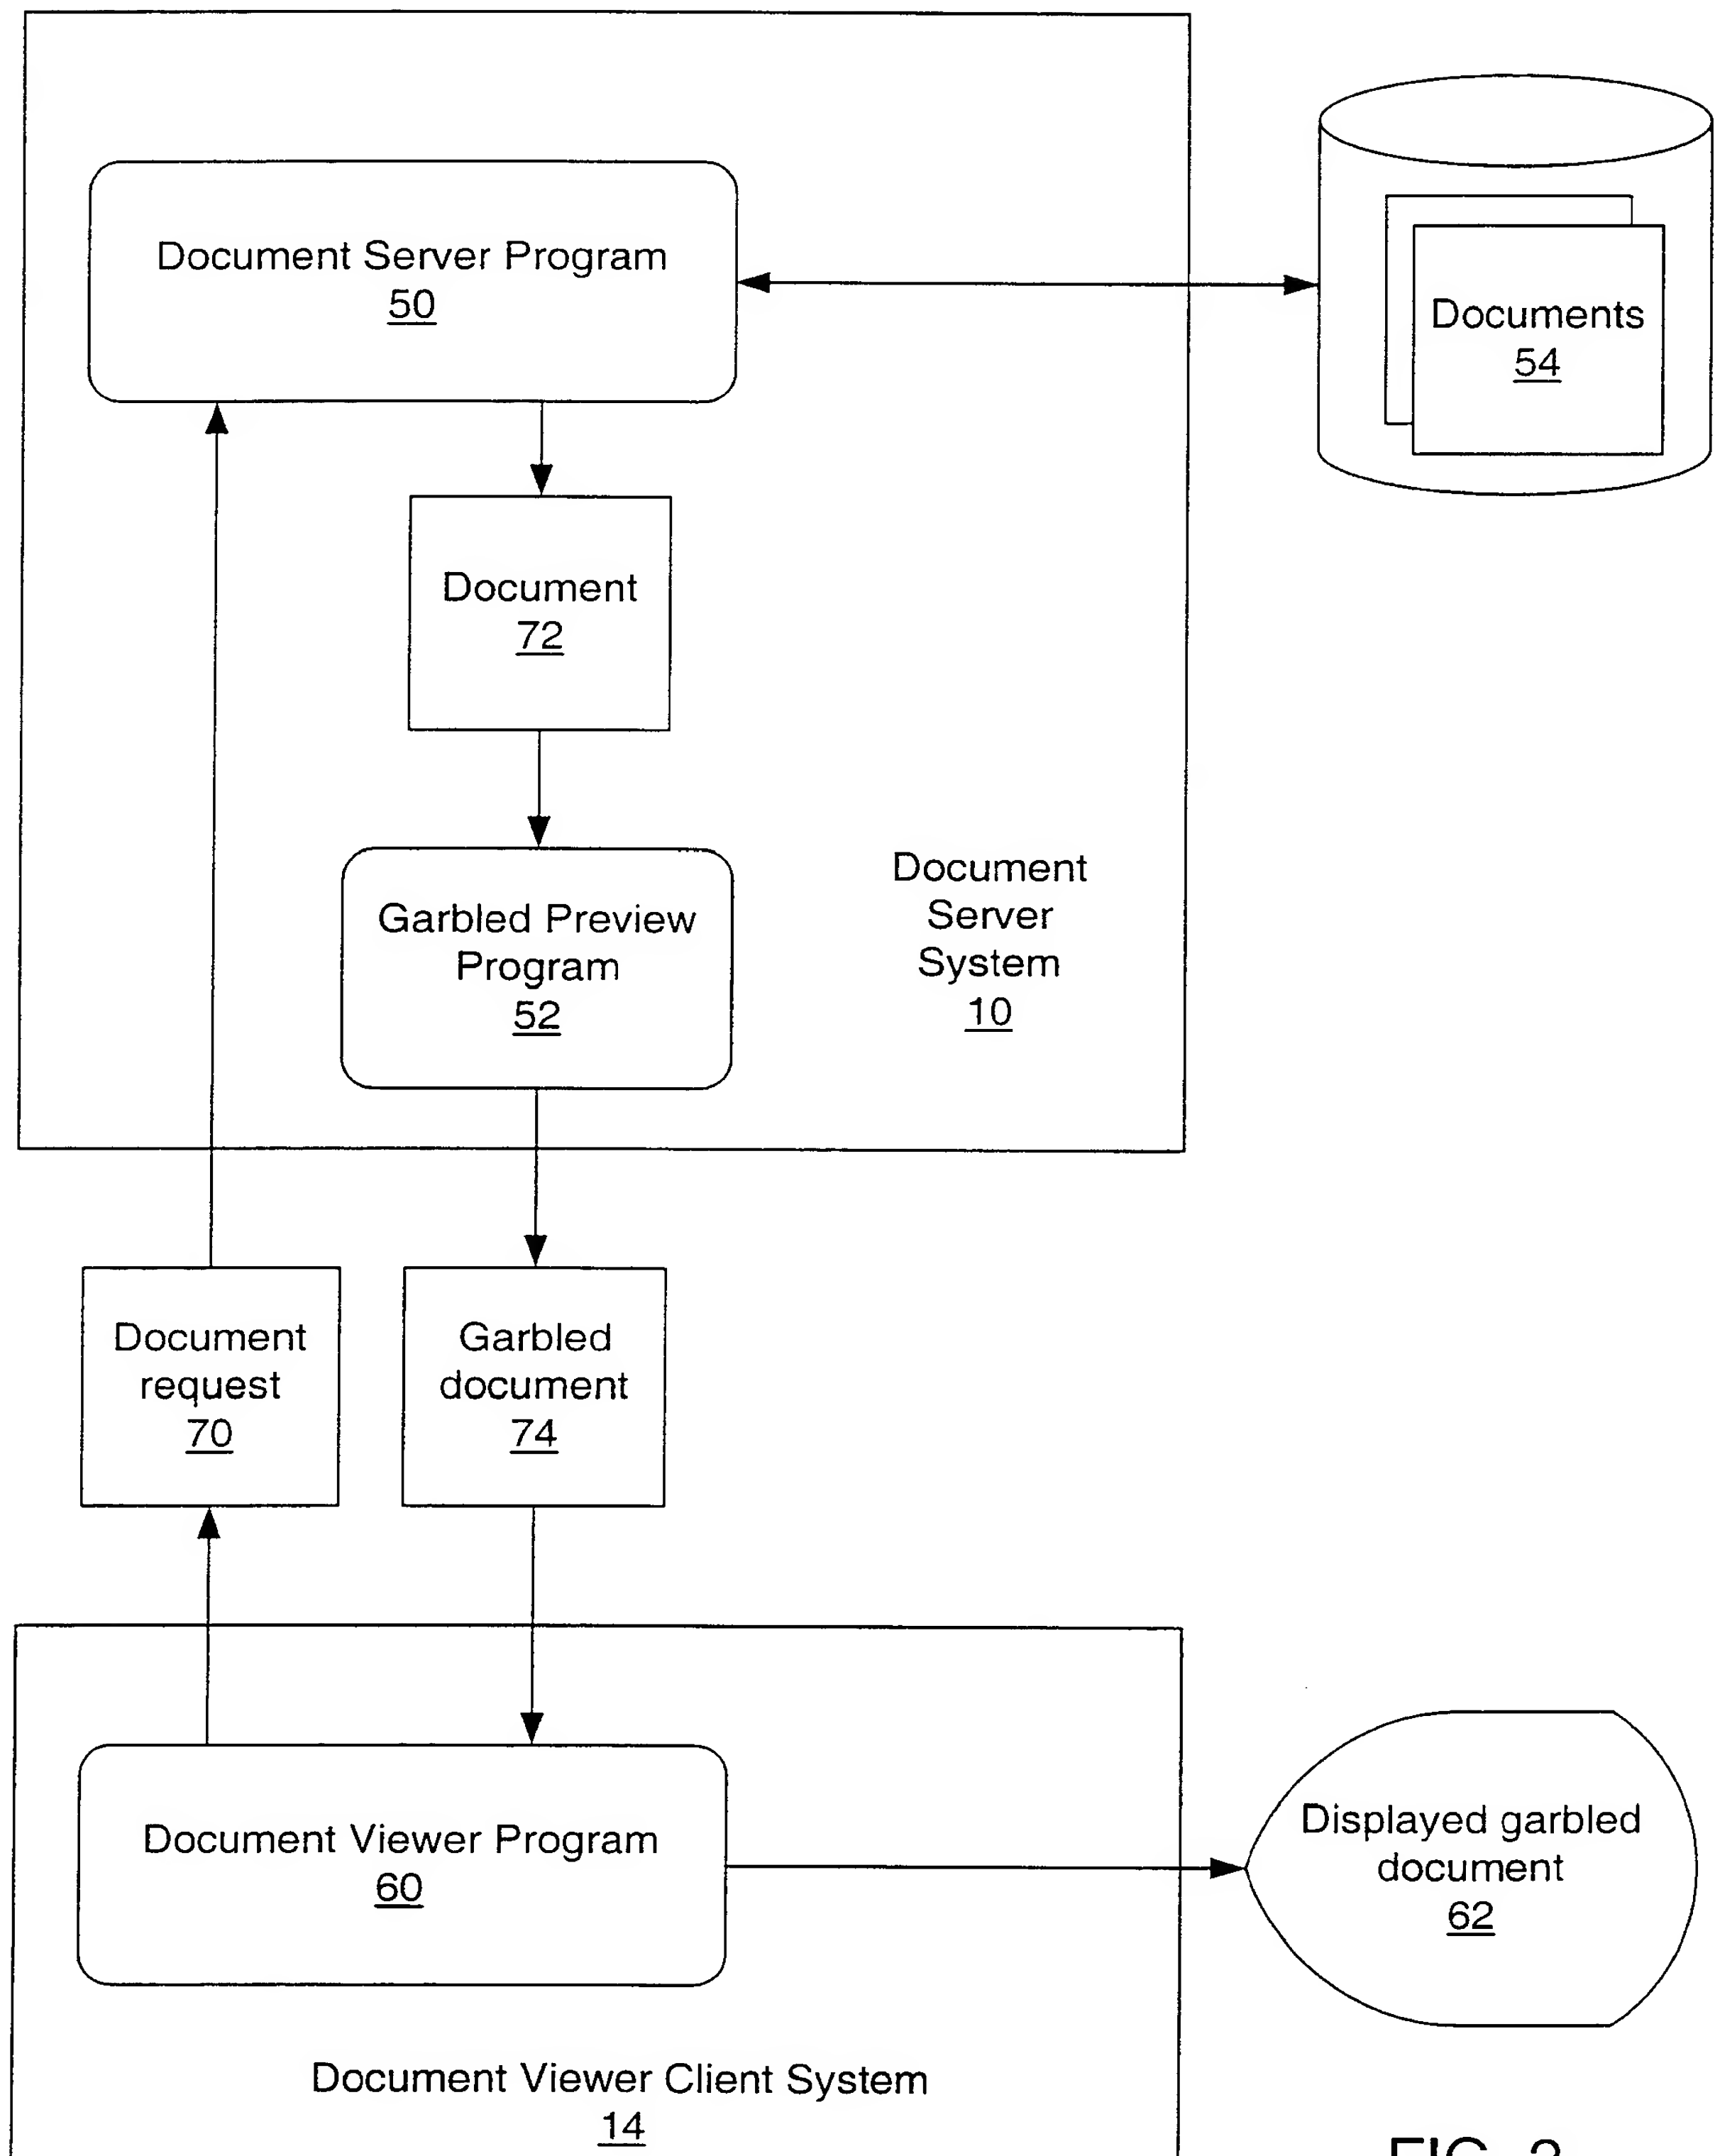 Document Server Program
50
Documents
54
Document
72
Garbled Preview
Program
52
Document
Server
System
10
Document
request
70
Garbled
document
74
Document Viewer Program
60
Displayed garbled
document
62
Document Viewer Client System
14